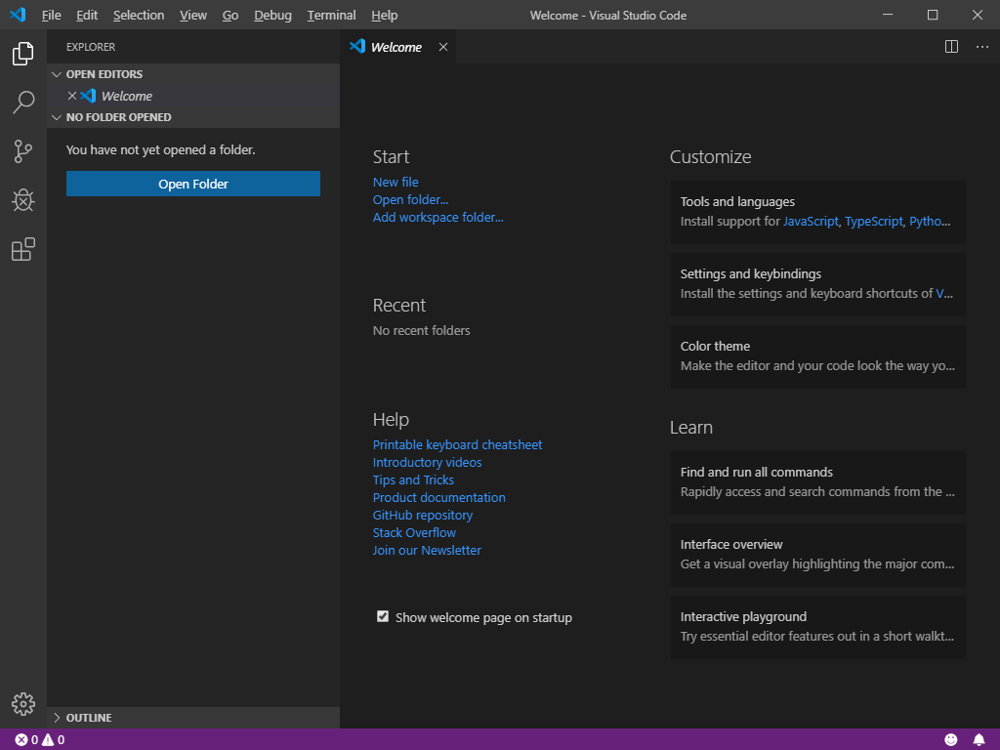 File Edit Selection View Go Debug Terminal Help Welcome - Visual Studio Code
EXPLORER
OPEN EDITORS
Welcome
NO FOLDER OPENED
You have not yet opened a folder.
Open Folder
OUTLINE
Welcome
Start
New file
Open folder...
Add workspace folder...
Recent
No recent folders
Help
Printable keyboard cheatsheet
Introductory videos
Tips and Tricks
Product documentation
GitHub repository
Stack Overflow
Join our Newsletter
Show welcome page on startup
Customize
Tools and languages
Install support for JavaScript, TypeScript, Pytho...
Settings and keybindings
Install the settings and keyboard shortcuts of V...
Color theme
Make the editor and your code look the way yo...
Learn
Find and run all commands
Rapidly access and search commands from the ...
Interface overview
Get a visual overlay highlighting the major com...
Interactive playground
Try essential editor features out in a short walkt...
0 0